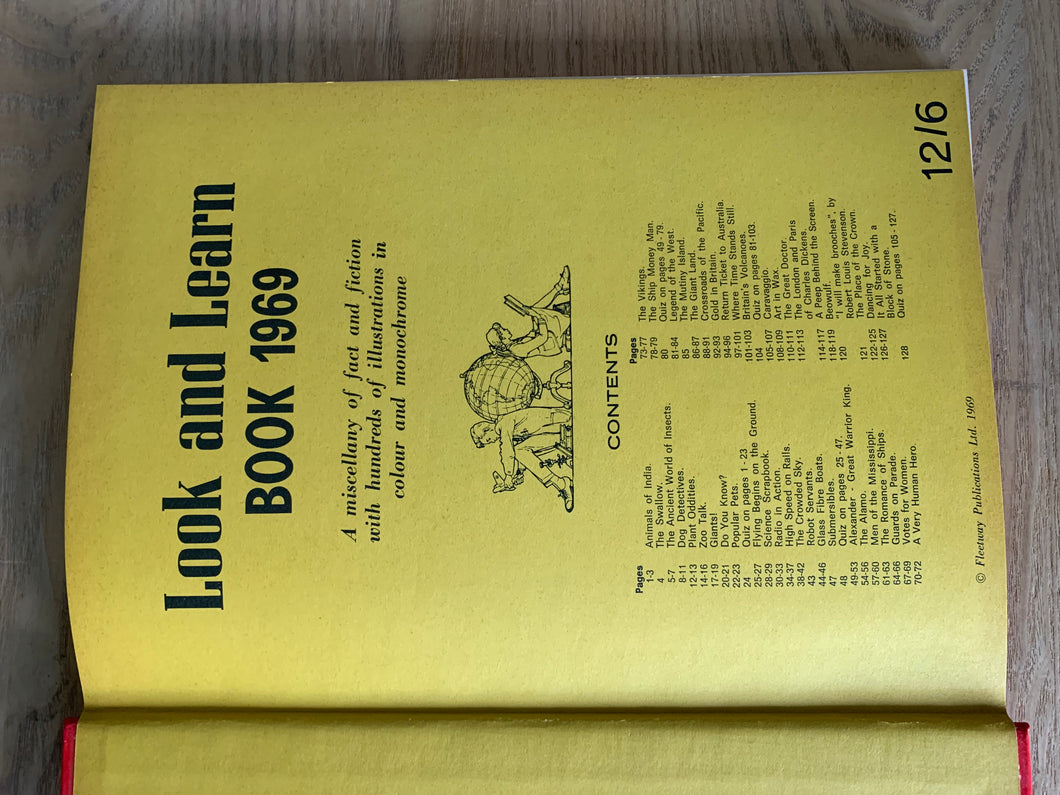 Look and Learn
BOOK 1969
A miscellany of fact and fiction
with hundreds of illustrations in
colour and monochrome
CONTENTS
Pages
1-3 Animals of India.
4 The Swallow.
5-7 The Ancient World of Insects.
8-11 Dog Detectives.
12-13 Plant Oddities.
14-16 Zoo Talk.
17-19 Giants!
20-21 Do You Know?
22-23 Popular Pets.
24 Quiz on pages 1 - 23
25-27 Flying Begins on the Ground.
28-29 Science Scrapbook.
30-33 Radio in Action.
34-37 High Speed on Rails.
38-42 The Crowded Sky.
43 Robot Servants.
44-46 Glass Fibre Boats.
47 Submersibles.
48 Quiz on pages 25 - 47.
49-53 Alexander - Great Warrior King.
54-56 The Alamo.
57-60 Men of the Mississippi.
61-63 The Romance of Ships.
64-66 Guards on Parade.
67-69 Votes for Women.
70-72 A Very Human Hero.
Pages
73-77 The Vikings.
78-79 The Ship Money Man.
80 Quiz on pages 49 - 79.
81-84 Legend of the West.
85 The Mutiny Island.
86-87 The Giant Land.
88-91 Crossroads of the Pacific.
92-93 Gold in Britain.
94-96 Return Ticket to Australia.
97-101 Where Time Stands Still.
101-103 Britain's Volcanoes.
104 Quiz on pages 81-103.
105-107 Caravaggio.
108-109 Art in Wax.
110-111 The Great Doctor.
112-113 The London and Paris
of Charles Dickens.
114-117 A Peep Behind the Screen.
118-119 Beowulf.
120 "I will make brooches", by
Robert Louis Stevenson.
121 The Place of the Crown.
122-125 Dancing for Joy.
126-127 It All Started with a
Block of Stone.
128 Quiz on pages 105 - 127.
© Fleetway Publications Ltd. 1969
12/6